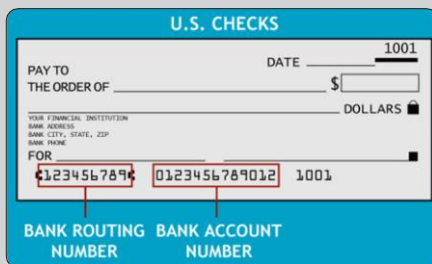 U.S. CHECKS
1001
DATE
PAY TO
THE ORDER OF $
DOLLARS
YOUR FINANCIAL INSTITUTION
BANK ADDRESS
BANK CITY, STATE, ZIP
BANK PHONE
FOR
⑆123456789⑆ 0123456789012 1001
BANK ROUTING NUMBER
BANK ACCOUNT NUMBER